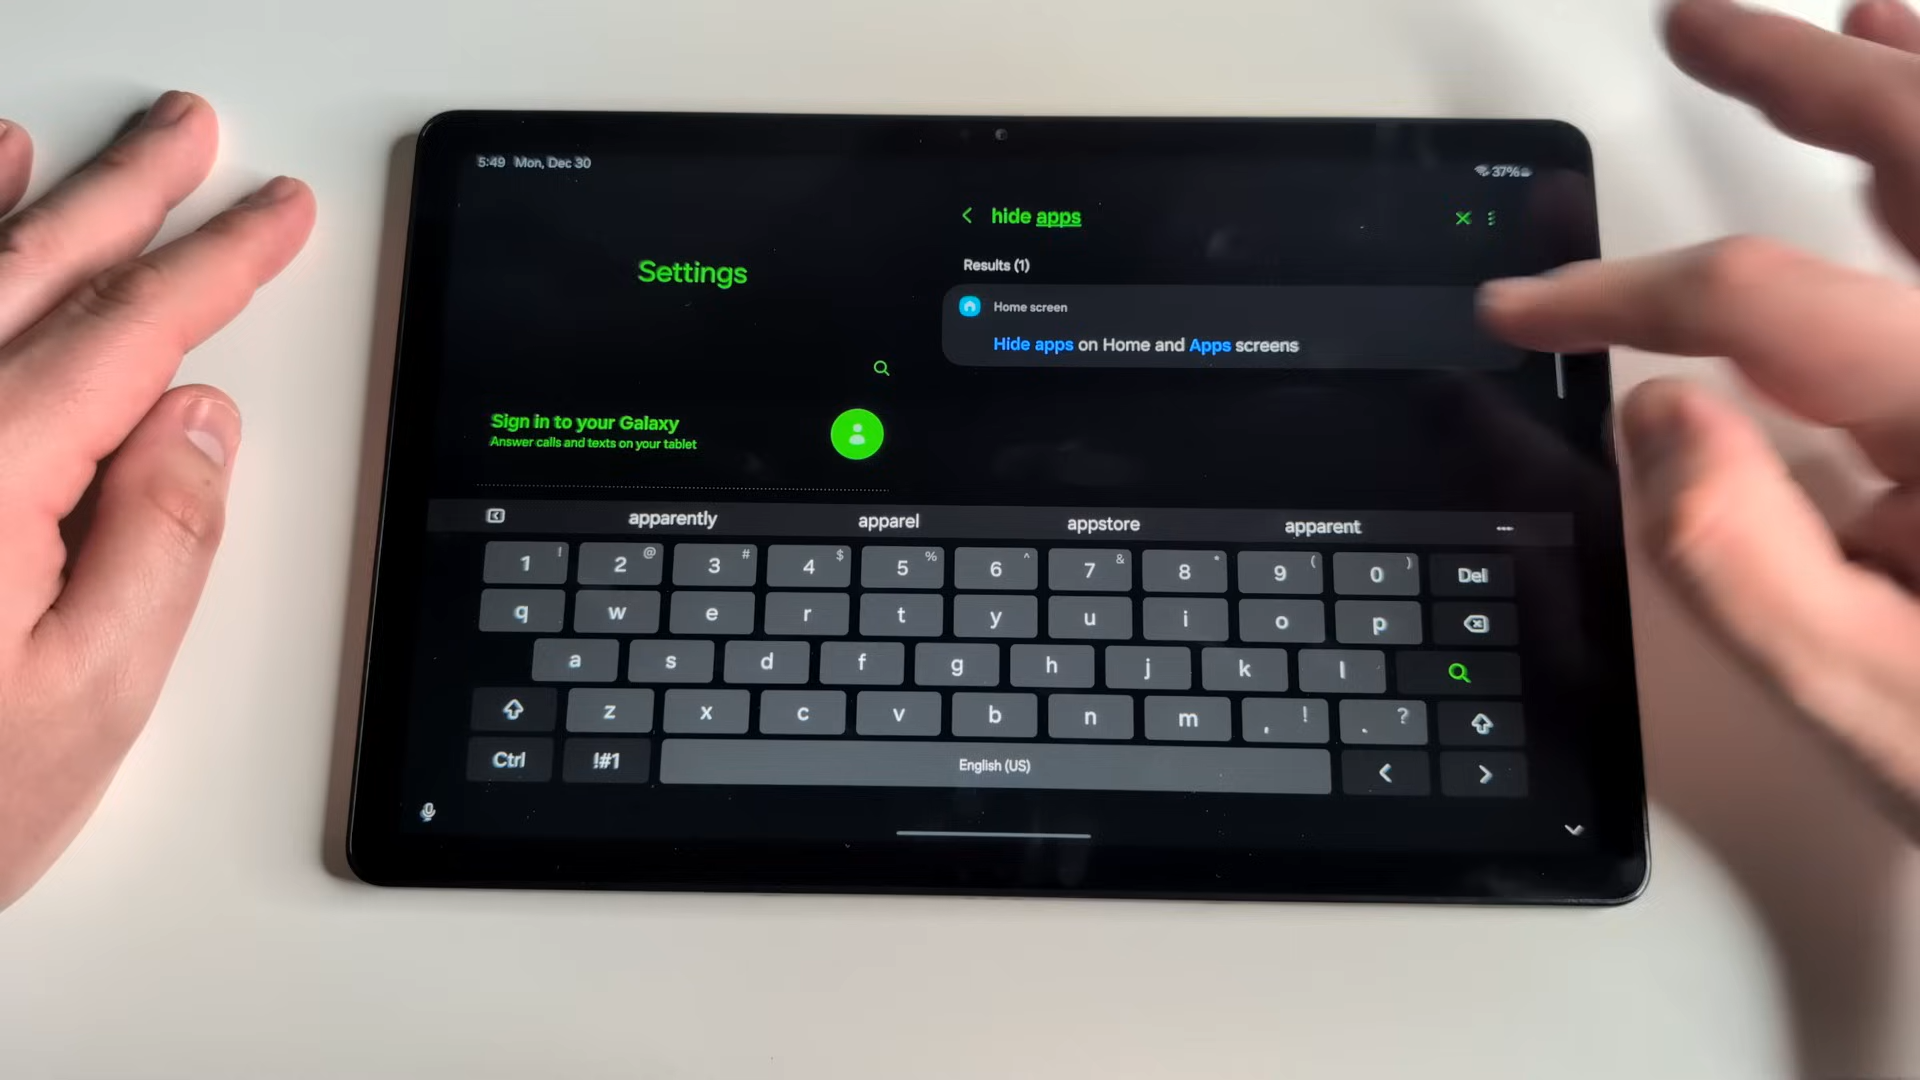 5:49 Mon, Dec 30
37%
hide apps
Results (1)
Home screen
Hide apps on Home and Apps screens
Settings
Sign in to your Galaxy
Answer calls and texts on your tablet
apparently apparel appstore apparent
1 ! 2 @ 3 # 4 $ 5 % 6 ^ 7 & 8 * 9 ( 0 ) Del
q w e r t y u i o p
a s d f g h j k l
z x c v b n m , ! . ?
Ctrl !#1 English (US) < >